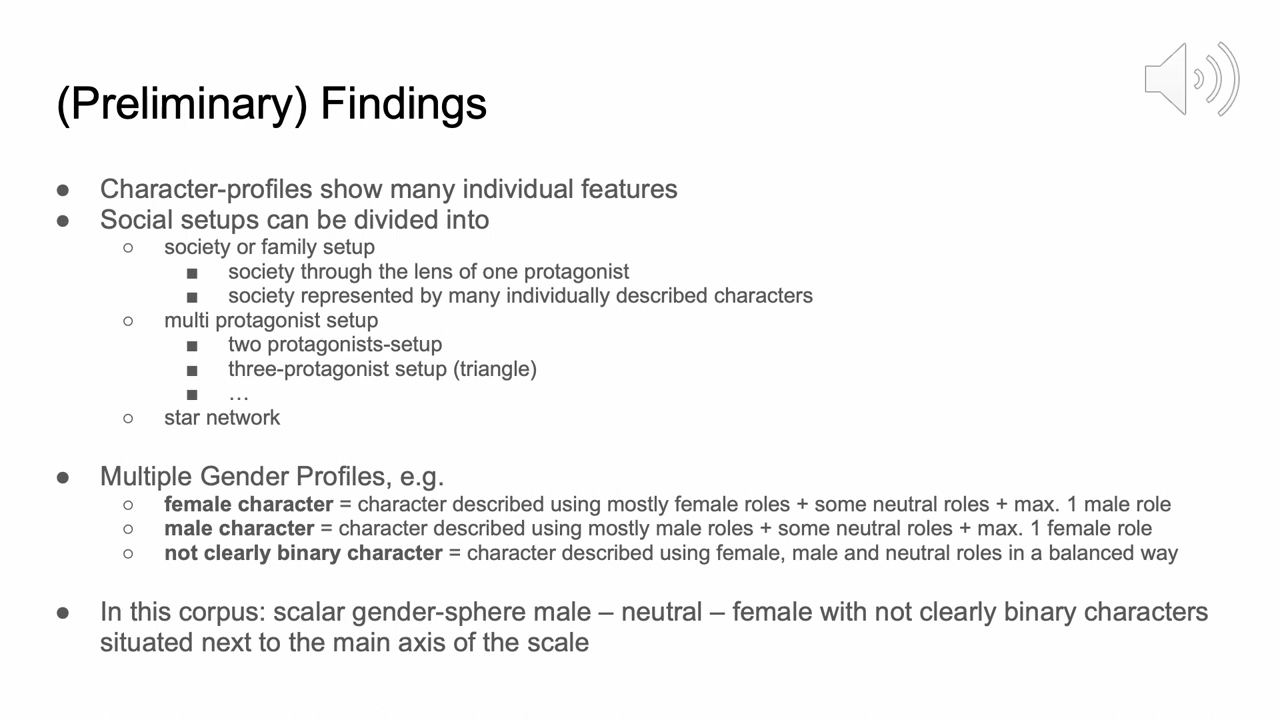 (Preliminary) Findings
● Character-profiles show many individual features
● Social setups can be divided into
○ society or family setup
■ society through the lens of one protagonist
■ society represented by many individually described characters
○ multi protagonist setup
■ two protagonists-setup
■ three-protagonist setup (triangle)
■ …
○ star network
● Multiple Gender Profiles, e.g.
○ female character = character described using mostly female roles + some neutral roles + max. 1 male role
○ male character = character described using mostly male roles + some neutral roles + max. 1 female role
○ not clearly binary character = character described using female, male and neutral roles in a balanced way
● In this corpus: scalar gender-sphere male – neutral – female with not clearly binary characters
situated next to the main axis of the scale